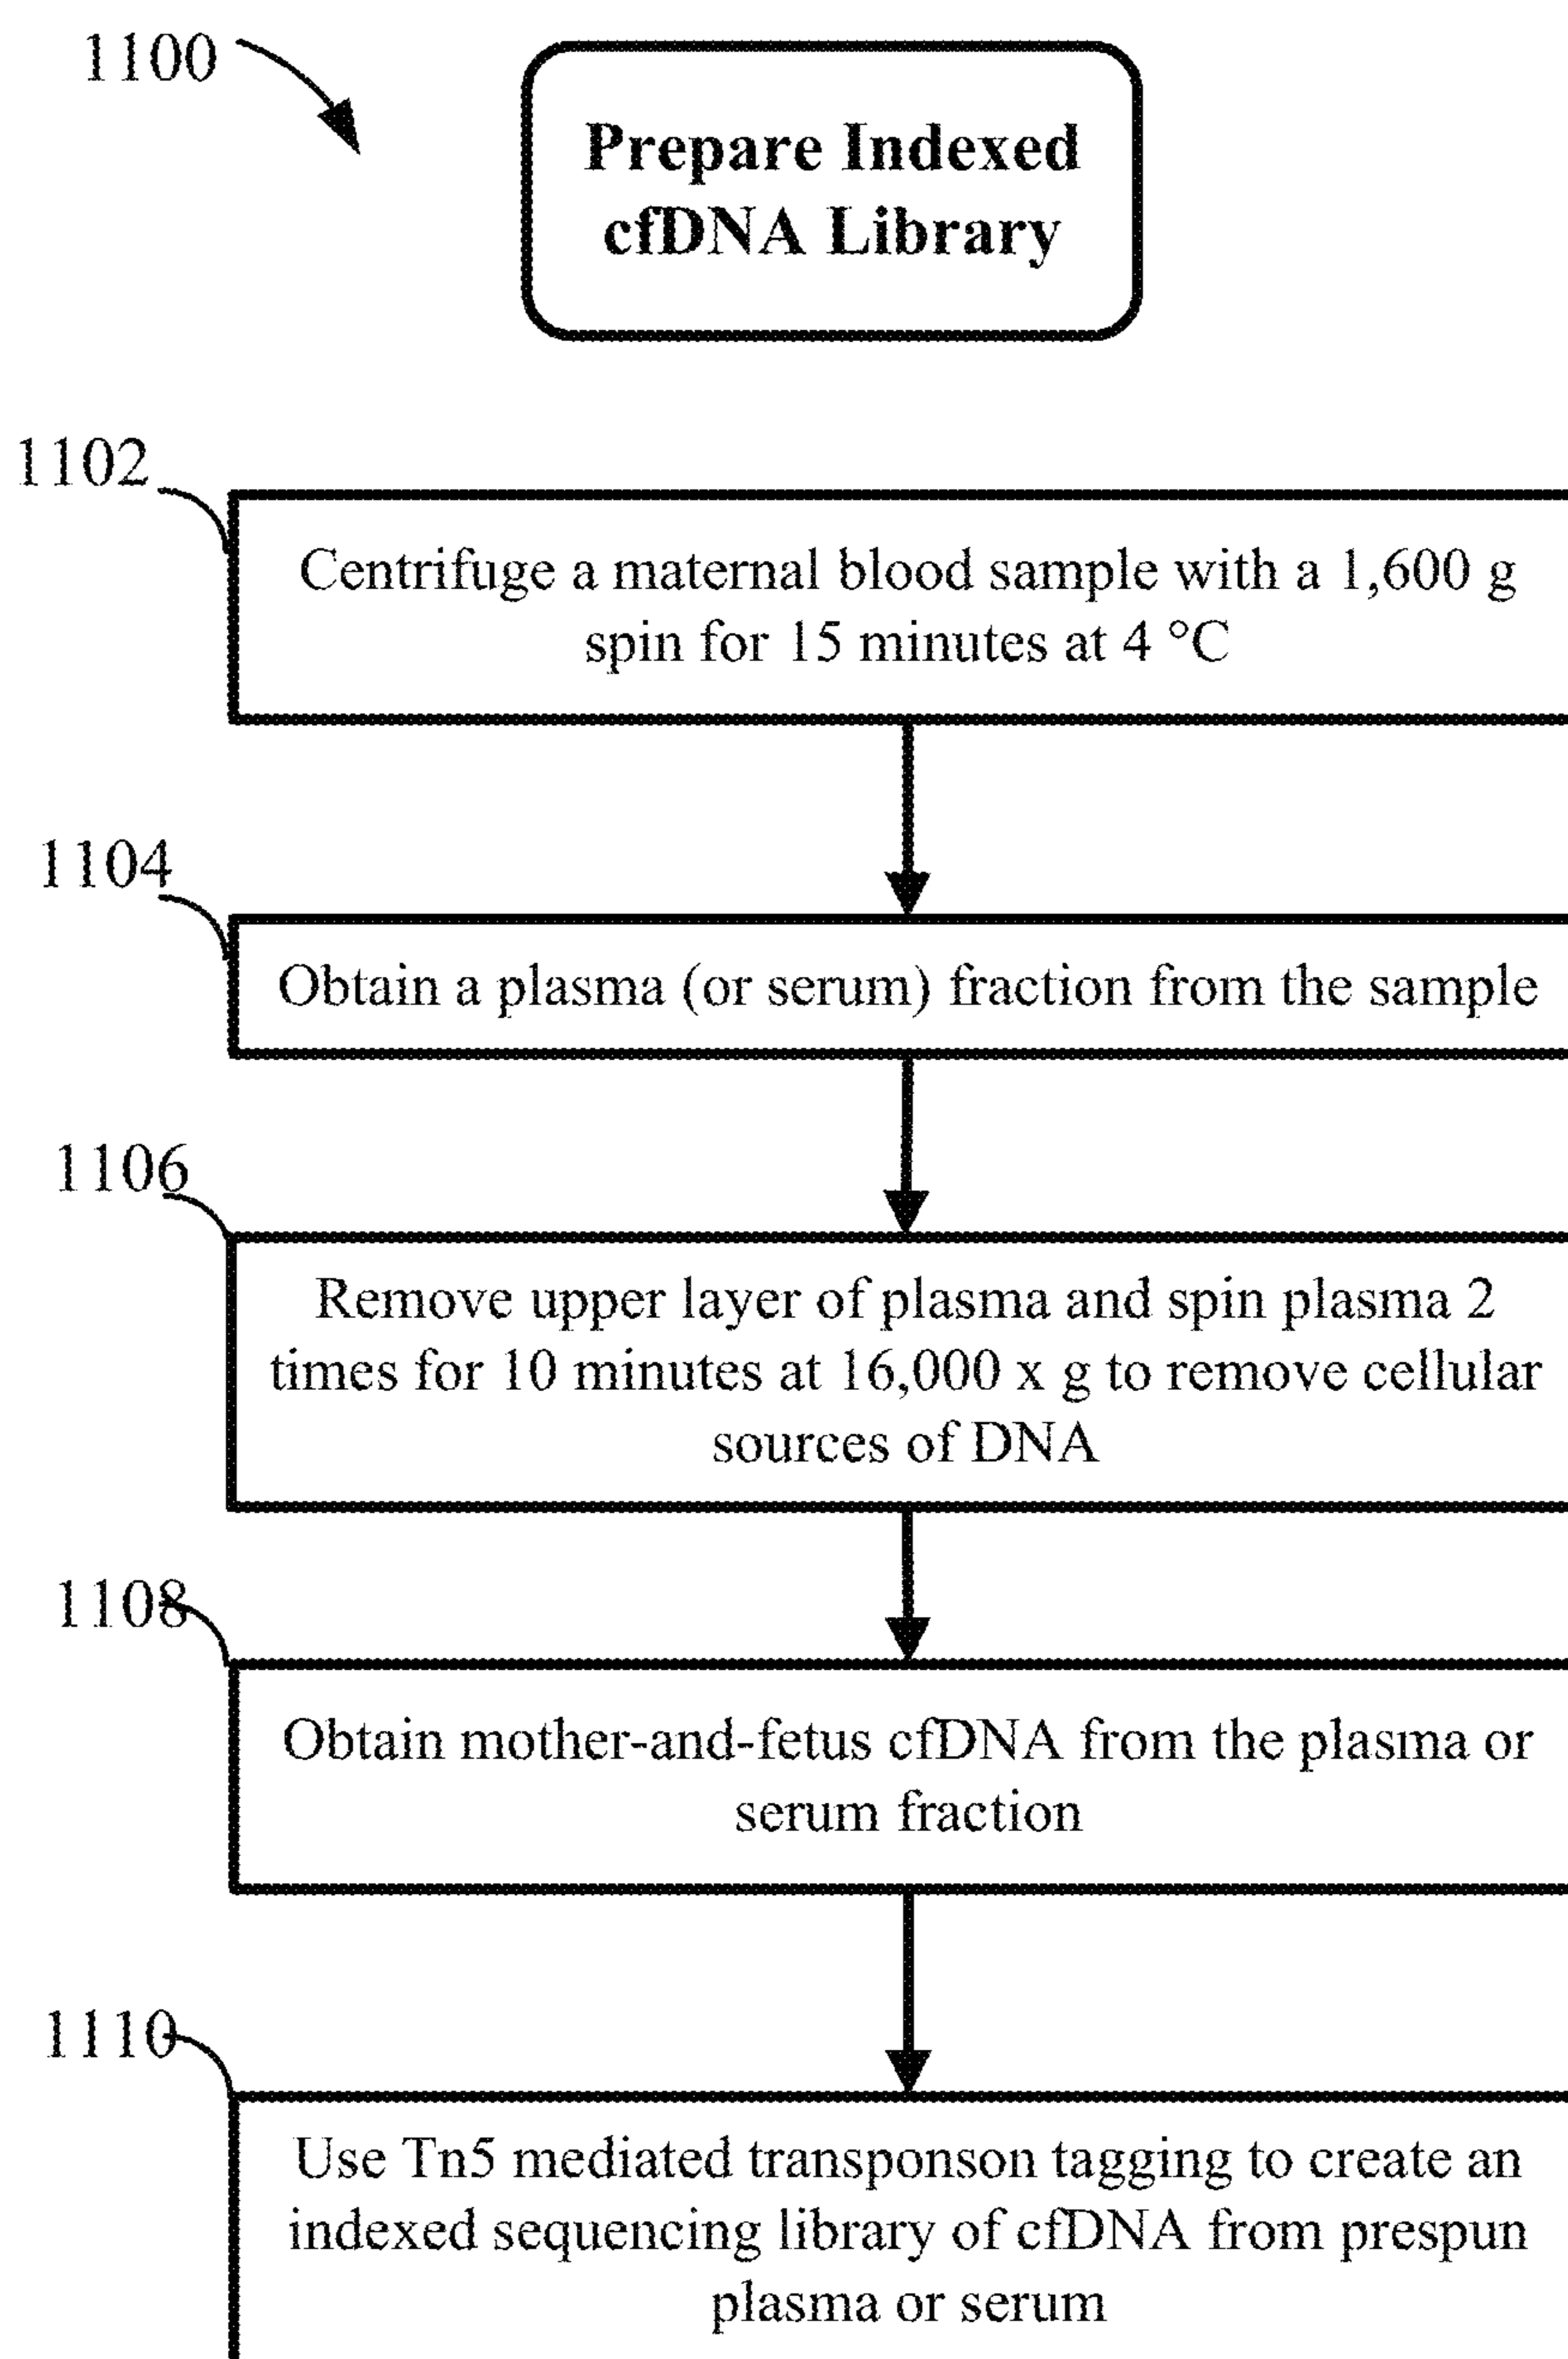 1100
Prepare Indexed
cfDNA Library
1102
Centrifuge a maternal blood sample with a 1,600 g
spin for 15 minutes at 4 °C
1104
Obtain a plasma (or serum) fraction from the sample
1106
Remove upper layer of plasma and spin plasma 2
times for 10 minutes at 16,000 x g to remove cellular
sources of DNA
1108
Obtain mother-and-fetus cfDNA from the plasma or
serum fraction
1110
Use Tn5 mediated transponson tagging to create an
indexed sequencing library of cfDNA from prespun
plasma or serum